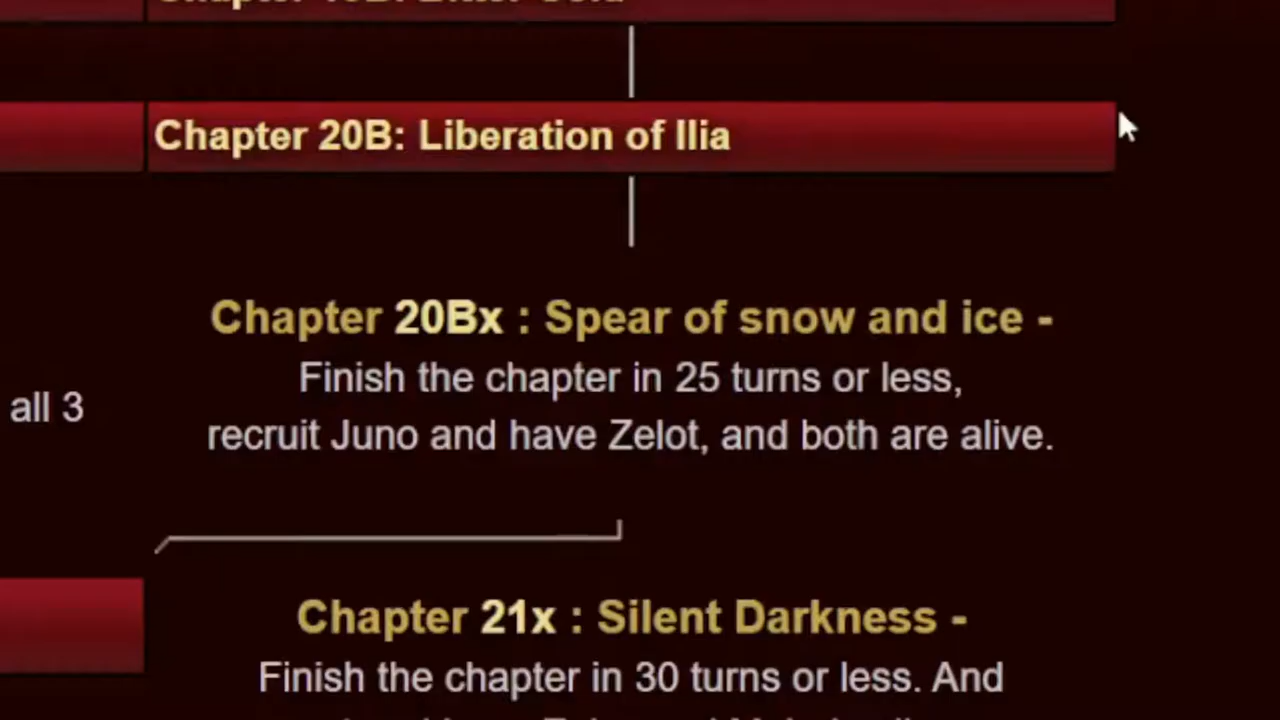 Chapter 20B: Liberation of Ilia
Chapter 20Bx : Spear of snow and ice -
Finish the chapter in 25 turns or less,
all 3
recruit Juno and have Zelot, and both are alive.
Chapter 21x : Silent Darkness -
Finish the chapter in 30 turns or less. And